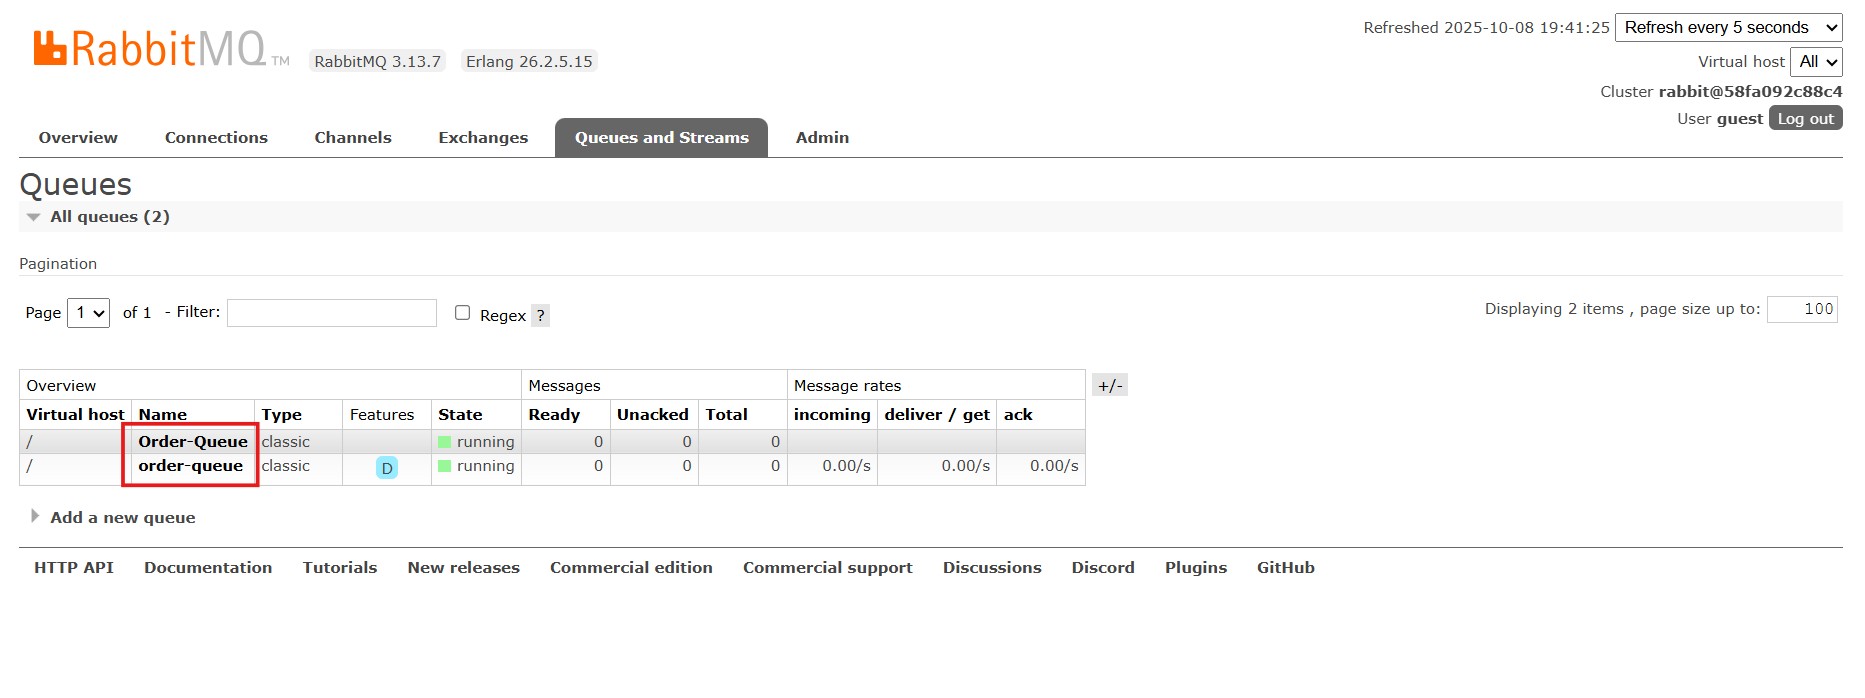 RabbitMQ TM RabbitMQ 3.13.7 Erlang 26.2.5.15
Refreshed 2025-10-08 19:41:25 Refresh every 5 seconds
Virtual host All
Cluster rabbit@58fa092c88c4
User guest Log out
Overview Connections Channels Exchanges Queues and Streams Admin
Queues
All queues (2)
Pagination
Page 1 of 1 - Filter: Regex ? Displaying 2 items , page size up to: 100
Overview Messages Message rates +/-
Virtual host Name Type Features State Ready Unacked Total incoming deliver / get ack
/ Order-Queue classic running 0 0 0
/ order-queue classic D running 0 0 0 0.00/s 0.00/s 0.00/s
Add a new queue
HTTP API Documentation Tutorials New releases Commercial edition Commercial support Discussions Discord Plugins GitHub